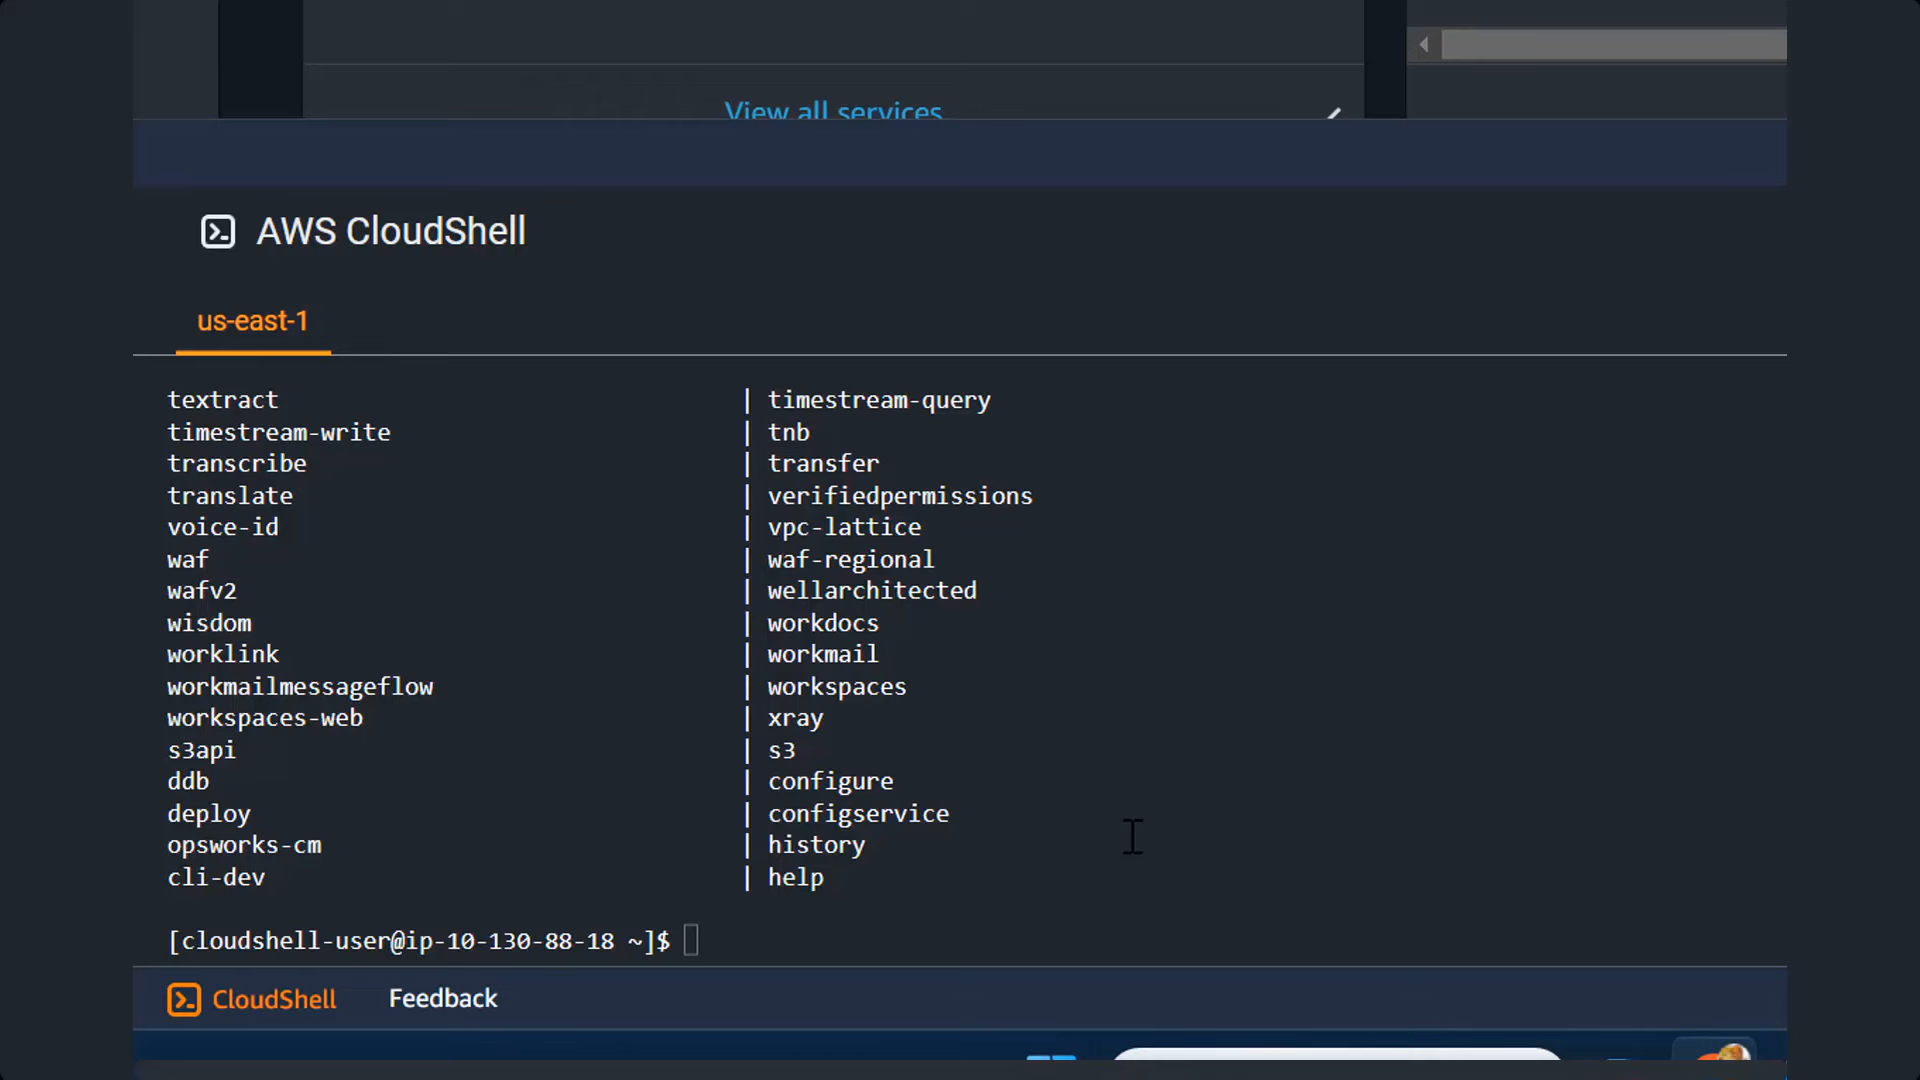 View all services
AWS CloudShell
us-east-1
textract | timestream-query
timestream-write | tnb
transcribe | transfer
translate | verifiedpermissions
voice-id | vpc-lattice
waf | waf-regional
wafv2 | wellarchitected
wisdom | workdocs
worklink | workmail
workmailmessageflow | workspaces
workspaces-web | xray
s3api | s3
ddb | configure
deploy | configservice
opsworks-cm | history
cli-dev | help
[cloudshell-user@ip-10-130-88-18 ~]$
CloudShell Feedback